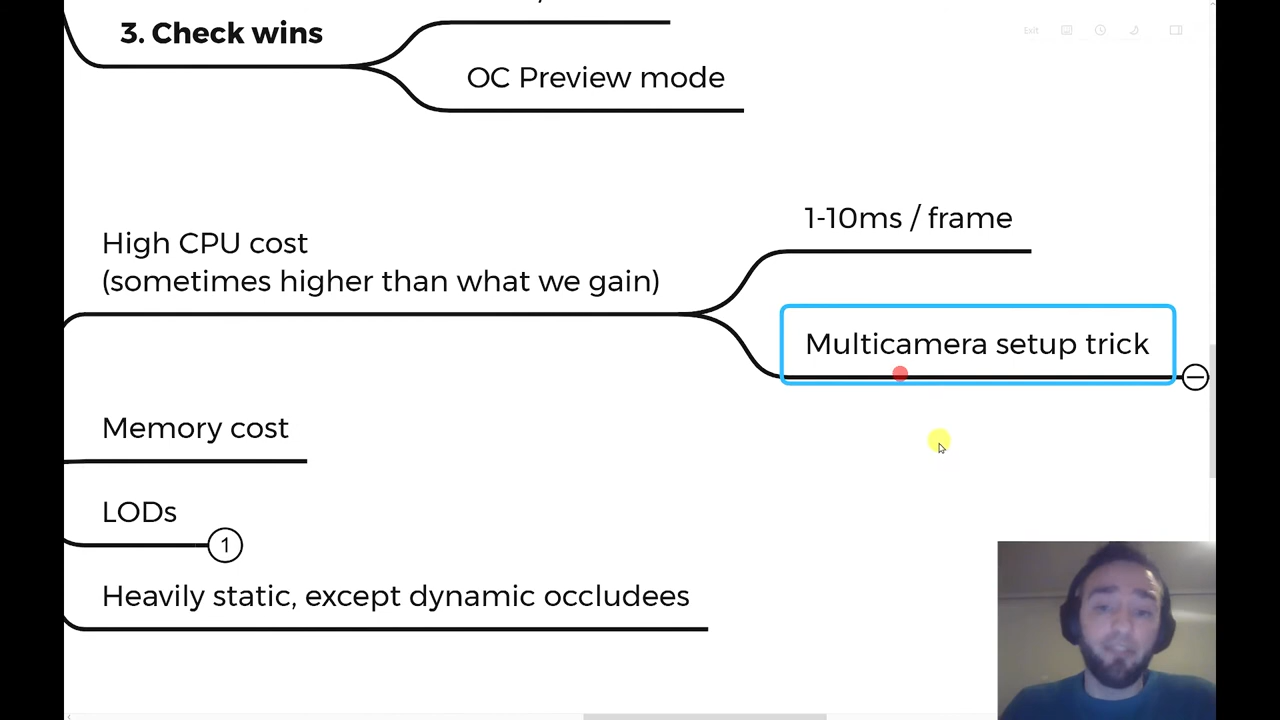 3. Check wins
OC Preview mode
1-10ms / frame
High CPU cost
(sometimes higher than what we gain)
Multicamera setup trick
Memory cost
LODs
1
Heavily static, except dynamic occludees
Exit